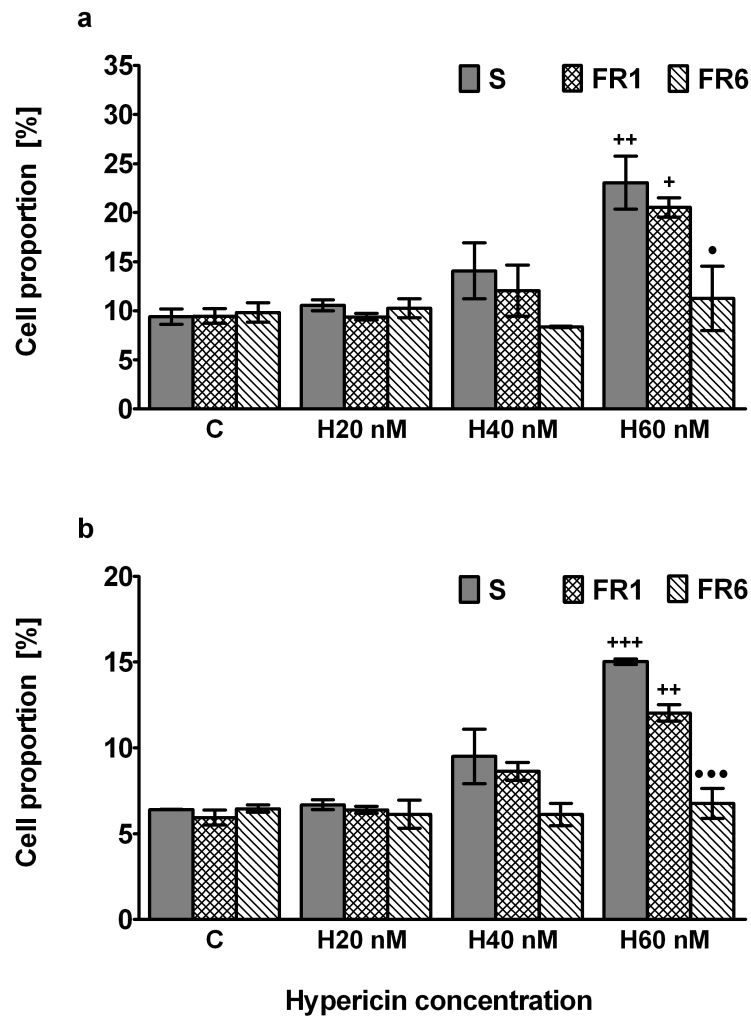 a
35
30
25
20
15
10
5
0
Cell proportion [%]
S FR1 FR6
++
+
•
C H20 nM H40 nM H60 nM
b
20
15
10
5
0
Cell proportion [%]
S FR1 FR6
+++
++
•••
C H20 nM H40 nM H60 nM
Hypericin concentration